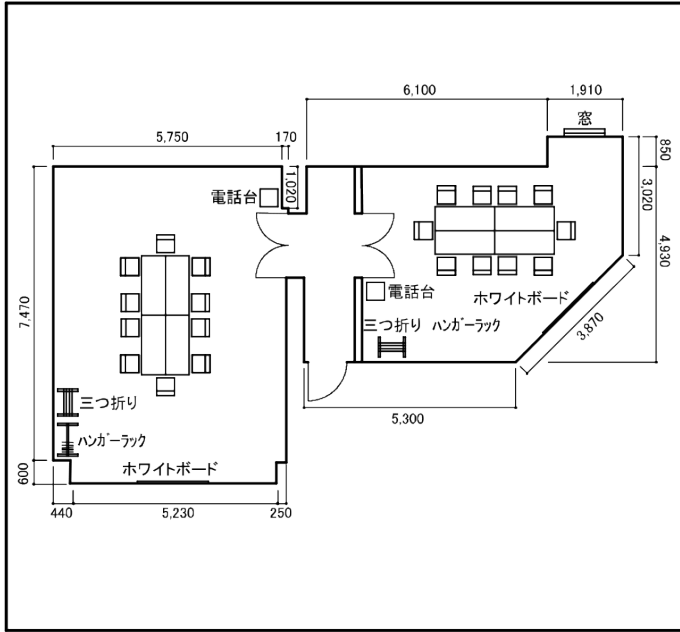 6,100
1,910
窓
850
5,750
170
1,020
電話台
3,020
4,930
7,470
電話台
ホワイトボード
三つ折り ハンガーラック
3,870
三つ折り
5,300
ハンガーラック
600
ホワイトボード
440
5,230
250